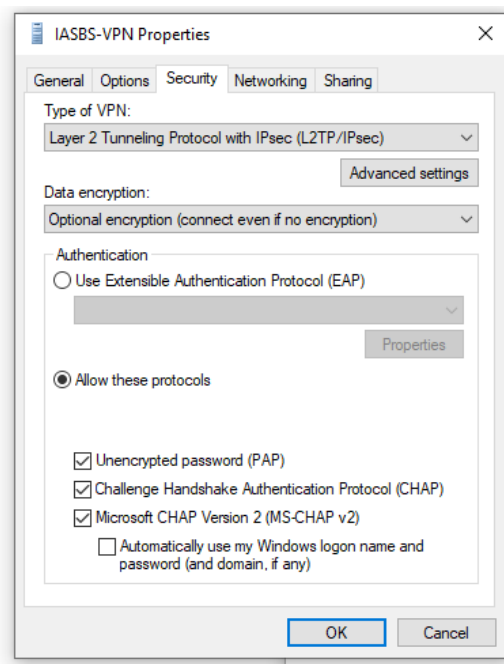 IASBS-VPN Properties
General Options Security Networking Sharing
Type of VPN:
Layer 2 Tunneling Protocol with IPsec (L2TP/IPsec)
Advanced settings
Data encryption:
Optional encryption (connect even if no encryption)
Authentication
Use Extensible Authentication Protocol (EAP)
Properties
Allow these protocols
Unencrypted password (PAP)
Challenge Handshake Authentication Protocol (CHAP)
Microsoft CHAP Version 2 (MS-CHAP v2)
Automatically use my Windows logon name and
password (and domain, if any)
OK Cancel